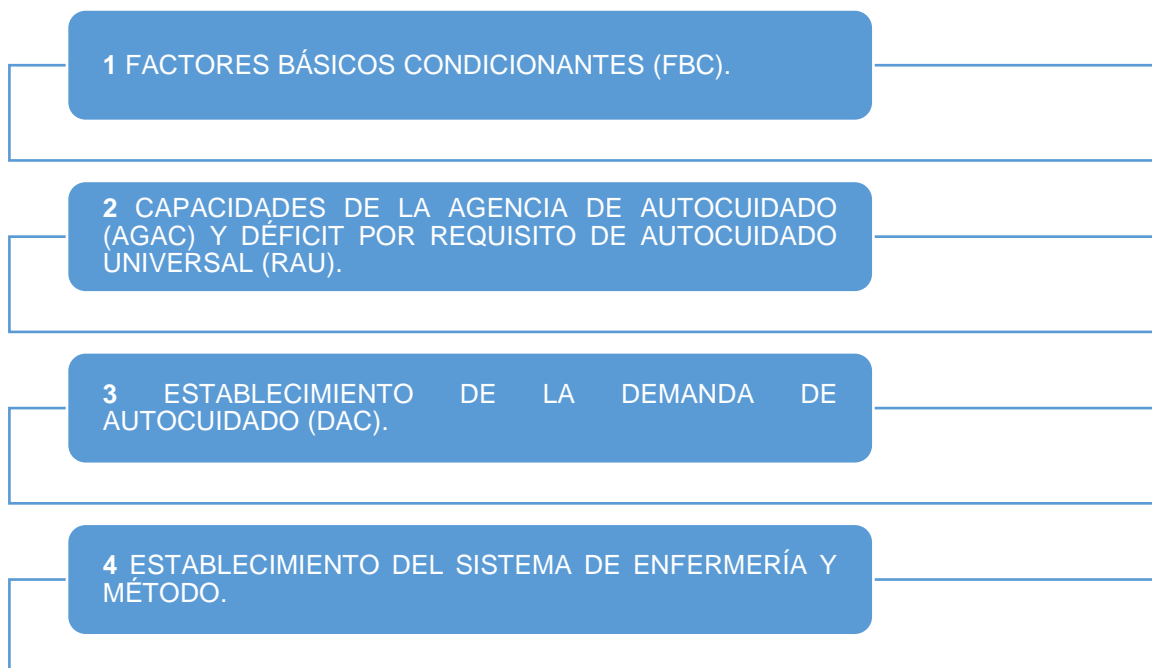 1 FACTORES BÁSICOS CONDICIONANTES (FBC).
2 CAPACIDADES DE LA AGENCIA DE AUTOCUIDADO
(AGAC) Y DÉFICIT POR REQUISITO DE AUTOCUIDADO
UNIVERSAL (RAU).
3 ESTABLECIMIENTO DE LA DEMANDA DE
AUTOCUIDADO (DAC).
4 ESTABLECIMIENTO DEL SISTEMA DE ENFERMERÍA Y
MÉTODO.